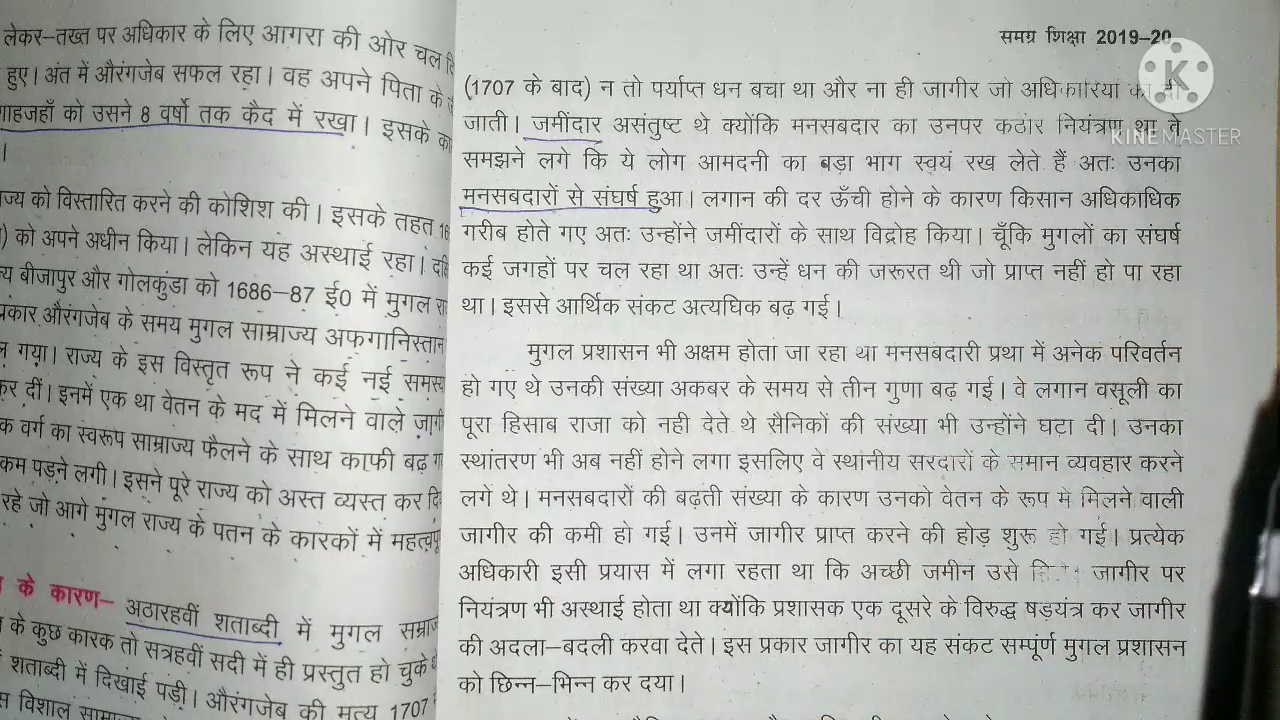 लेकर–तख्त पर अधिकार के लिए आगरा की ओर चल
हुए। अंत में औरंगजेब सफल रहा। वह अपने पिता के
को उसने 8 वर्षो तक कैद में रखा। इसके
।
को विस्तारित करने की कोशिश की। इसके तहत
को अपने अधीन किया। लेकिन यह अस्थाई रहा।
बीजापुर और गोलकुंडा को 1686–87 ई0 में मुगल
औरंगजेब के समय मुगल साम्राज्य अफगानिस्तान
गया। राज्य के इस विस्तृत रूप ने कई नई
कर दीं। इनमें एक था वेतन के मद में मिलने वाले
वर्ग का स्वरूप साम्राज्य फैलने के साथ काफी बढ़
कम पड़ने लगी। इसने पूरे राज्य को अस्त व्यस्त कर
रहे जो आगे मुगल राज्य के पतन के कारकों में
के कारण– अठारहवीं शताब्दी में मुगल
के कुछ कारक तो सत्रहवीं सदी में ही प्रस्तुत हो चुके
शताब्दी में दिखाई पड़ी। औरंगजेब की मृत्यु 1707
विशाल
समग्र शिक्षा 2019–20
KINEMASTER
(1707 के बाद) न तो पर्याप्त धन बचा था और ना ही जागीर जो अधिकारियों
जाती। जमींदार असंतुष्ट थे क्योंकि मनसबदार का उनपर कठोर नियंत्रण था वे
समझने लगे कि ये लोग आमदनी का बड़ा भाग स्वयं रख लेते हैं अतः उनका
मनसबदारों से संघर्ष हुआ। लगान की दर ऊँची होने के कारण किसान अधिकाधिक
गरीब होते गए अतः उन्होंने जमींदारों के साथ विद्रोह किया। चूँकि मुगलों का संघर्ष
कई जगहों पर चल रहा था अतः उन्हें धन की जरूरत थी जो प्राप्त नहीं हो पा रहा
था। इससे आर्थिक संकट अत्यधिक बढ़ गई।
मुगल प्रशासन भी अक्षम होता जा रहा था मनसबदारी प्रथा में अनेक परिवर्तन
हो गए थे उनकी संख्या अकबर के समय से तीन गुणा बढ़ गई। वे लगान वसूली का
पूरा हिसाब राजा को नही देते थे सैनिकों की संख्या भी उन्होंने घटा दी। उनका
स्थांतरण भी अब नहीं होने लगा इसलिए वे स्थानीय सरदारों के समान व्यवहार करने
लगे थे। मनसबदारों की बढ़ती संख्या के कारण उनको वेतन के रूप में मिलने वाली
जागीर की कमी हो गई। उनमें जागीर प्राप्त करने की होड़ शुरू हो गई। प्रत्येक
अधिकारी इसी प्रयास में लगा रहता था कि अच्छी जमीन उसे जागीर पर
नियंत्रण भी अस्थाई होता था क्योंकि प्रशासक एक दूसरे के विरुद्ध षड़यंत्र कर जागीर
की अदला–बदली करवा देते। इस प्रकार जागीर का यह संकट सम्पूर्ण मुगल प्रशासन
को छिन्न–भिन्न कर दया।